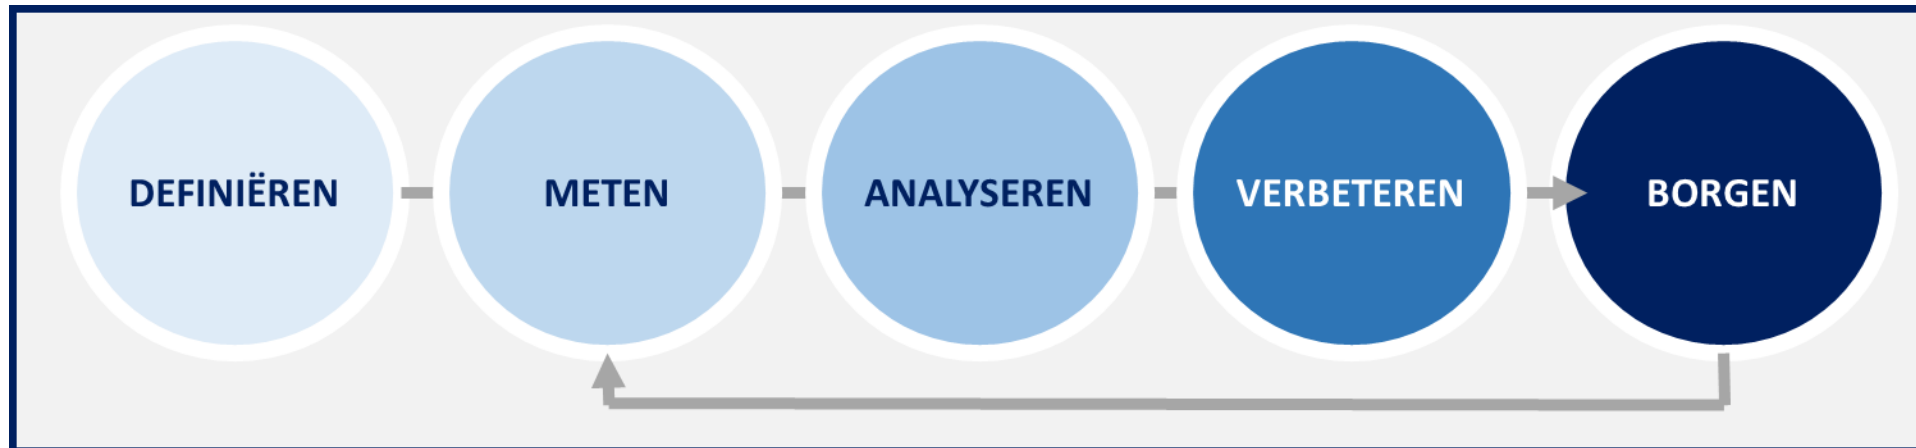 DEFINIËREN
METEN
ANALYSEREN
VERBETEREN
BORGEN